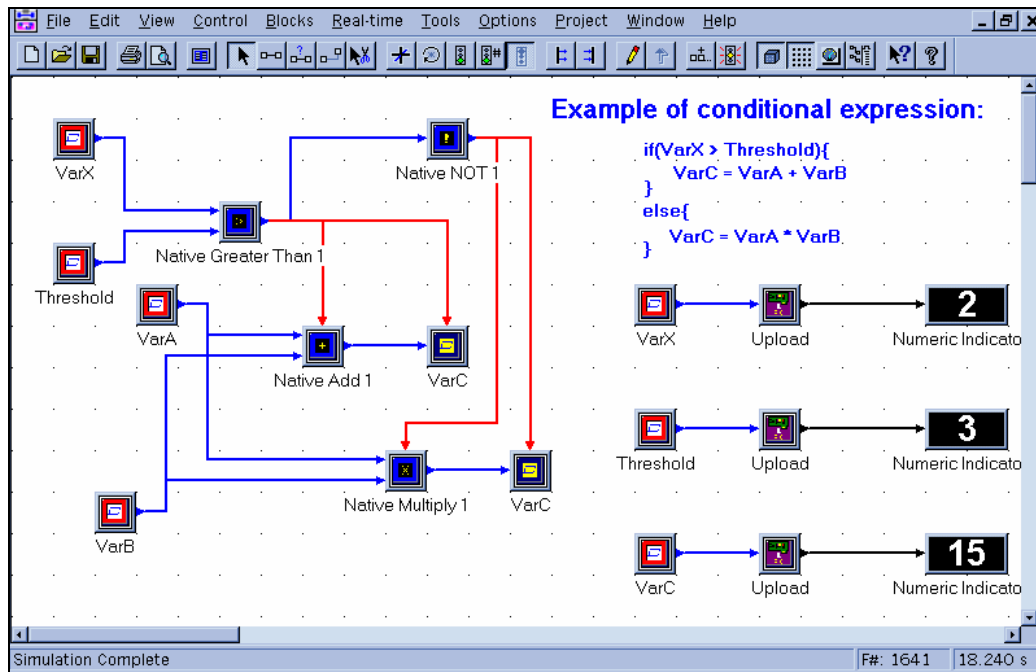 File Edit View Control Blocks Real-time Tools Options Project Window Help
Example of conditional expression:
if(VarX > Threshold){
VarC = VarA + VarB
}
else{
VarC = VarA * VarB
}
VarX
Native NOT 1
Native Greater Than 1
Threshold
VarA
Native Add 1
VarC
Native Multiply 1
VarC
VarB
2
VarX
Upload
Numeric Indicato
3
Threshold
Upload
Numeric Indicato
15
VarC
Upload
Numeric Indicato
Simulation Complete
F#: 1641
18.240 s